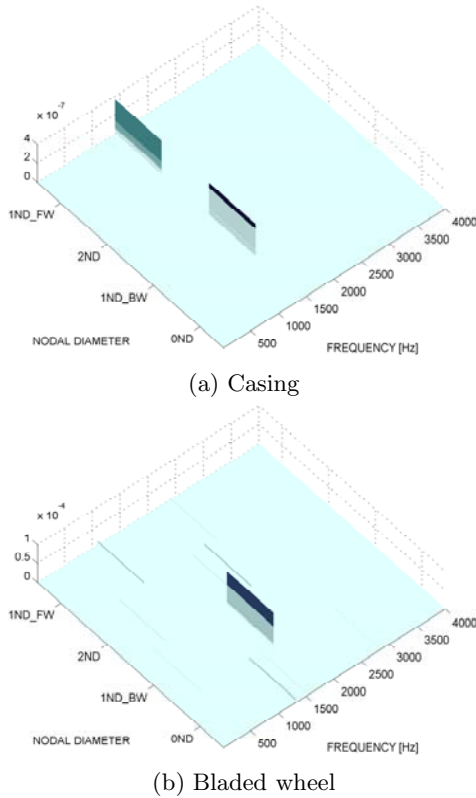 × 10⁻⁷
4
2
0
1ND_FW
2ND
1ND_BW
0ND
NODAL DIAMETER
500
1000
1500
2000
2500
3000
3500
4000
FREQUENCY [Hz]
(a) Casing
× 10⁻⁴
1
0.5
0
1ND_FW
2ND
1ND_BW
0ND
NODAL DIAMETER
500
1000
1500
2000
2500
3000
3500
4000
FREQUENCY [Hz]
(b) Bladed wheel